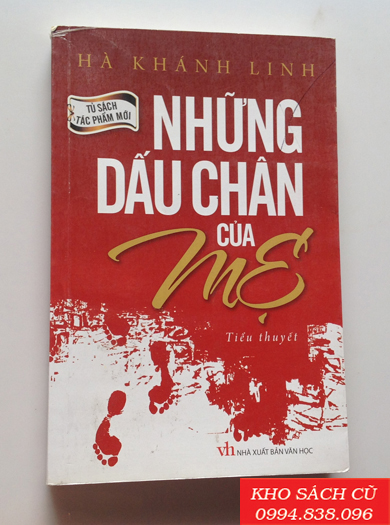 HÀ KHÁNH LINH
TỦ SÁCH
TÁC PHẨM MỚI
NHỮNG
DẤU CHÂN
CỦA
MẸ
Tiểu thuyết
vh NHÀ XUẤT BẢN VĂN HỌC
KHO SÁCH CŨ
0994.838.096